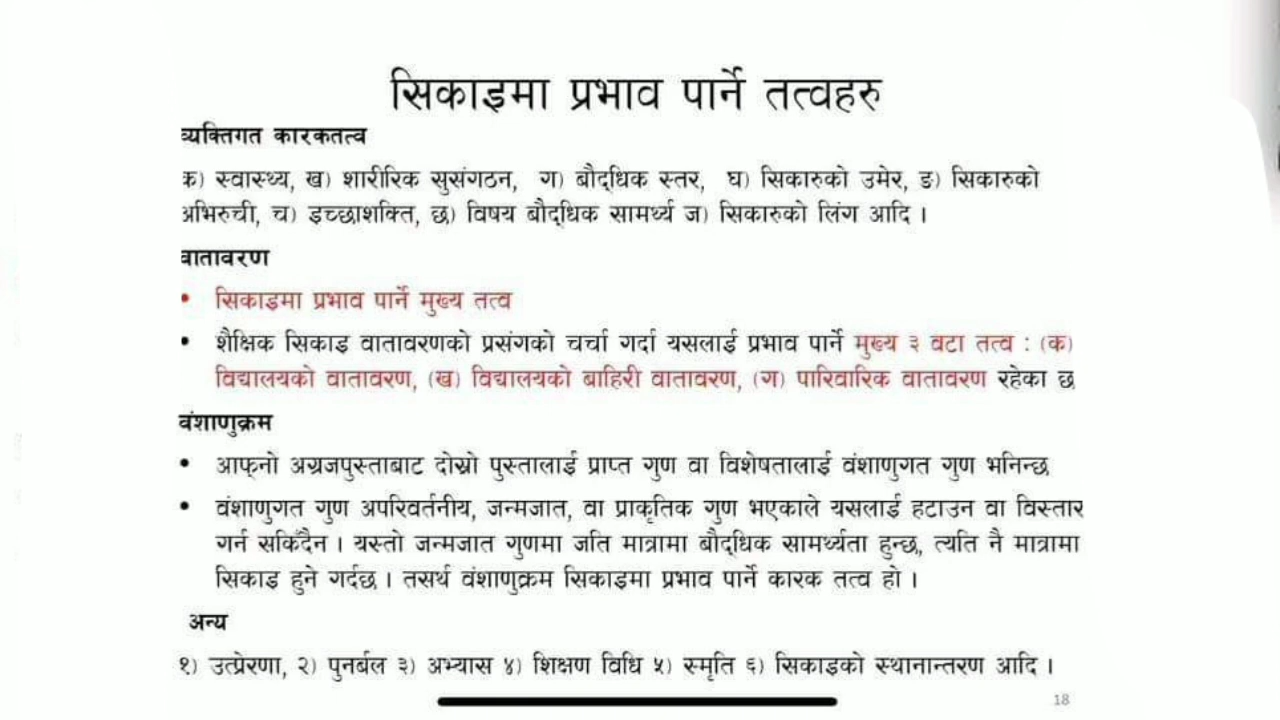 सिकाइमा प्रभाव पार्ने तत्वहरु
व्यक्तिगत कारकतत्व
क) स्वास्थ्य, ख) शारीरिक सुसंगठन, ग) बौद्धिक स्तर, घ) सिकारुको उमेर, ङ) सिकारुको
अभिरुची, च) इच्छाशक्ति, छ) विषय बौद्धिक सामर्थ्य ज) सिकारुको लिंग आदि ।
वातावरण
• सिकाइमा प्रभाव पार्ने मुख्य तत्व
• शैक्षिक सिकाइ वातावरणको प्रसंगको चर्चा गर्दा यसलाई प्रभाव पार्ने मुख्य ३ वटा तत्व : (क)
विद्यालयको वातावरण, (ख) विद्यालयको बाहिरी वातावरण, (ग) पारिवारिक वातावरण रहेका छ
वंशाणुक्रम
• आफ्‌नो अग्रजपुस्ताबाट दोस्रो पुस्तालाई प्राप्त गुण वा विशेषतालाई वंशाणुगत गुण भनिन्छ
• वंशाणुगत गुण अपरिवर्तनीय, जन्मजात, वा प्राकृतिक गुण भएकाले यसलाई हटाउन वा विस्तार
गर्न सकिँदैन । यस्तो जन्मजात गुणमा जति मात्रामा बौद्धिक सामर्थ्यता हुन्छ, त्यति नै मात्रामा
सिकाइ हुने गर्दछ । तसर्थ वंशाणुक्रम सिकाइमा प्रभाव पार्ने कारक तत्व हो ।
अन्य
१) उत्प्रेरणा, २) पुनर्बल ३) अभ्यास ४) शिक्षण विधि ५) स्मृति ६) सिकाइको स्थानान्तरण आदि ।
18